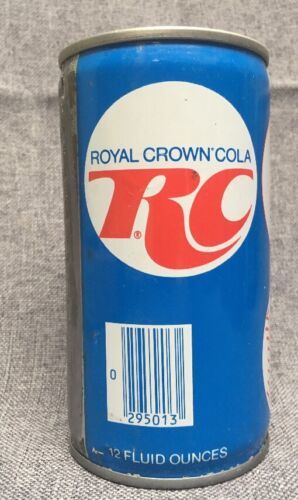 ROYAL CROWN COLA
RC®
0
295013
12 FLUID OUNCES